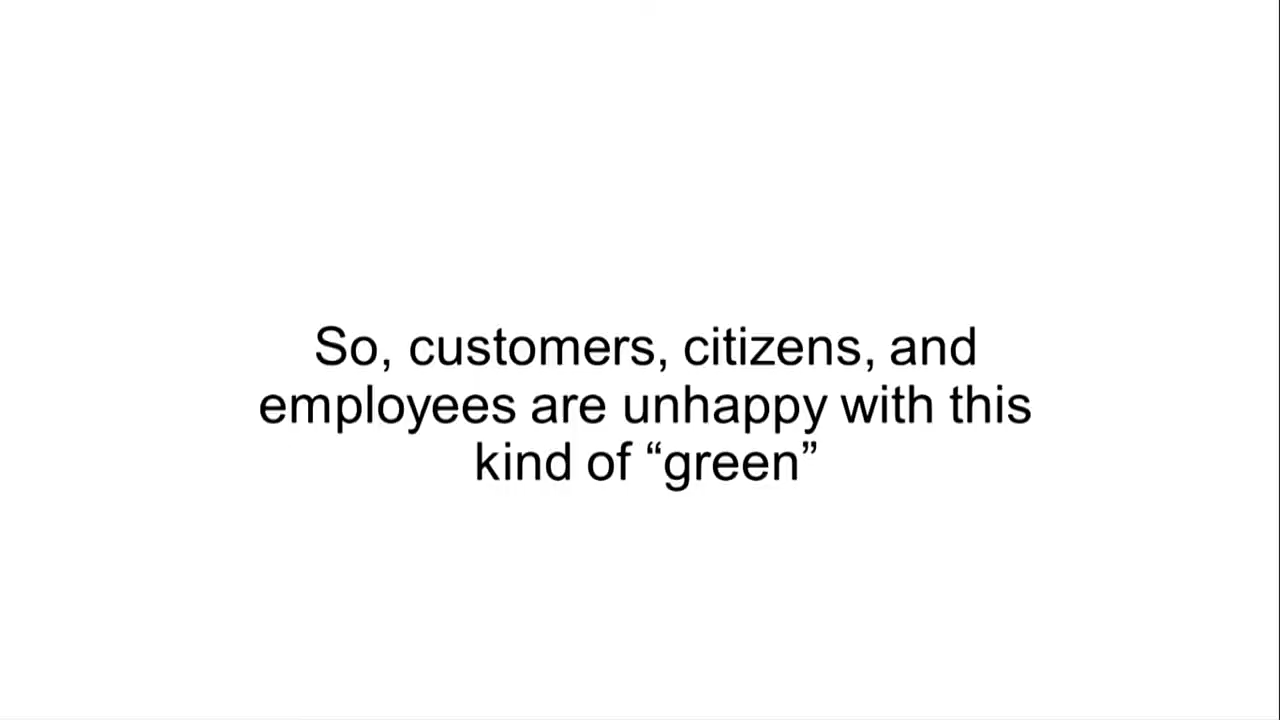 So, customers, citizens, and
employees are unhappy with this
kind of “green”